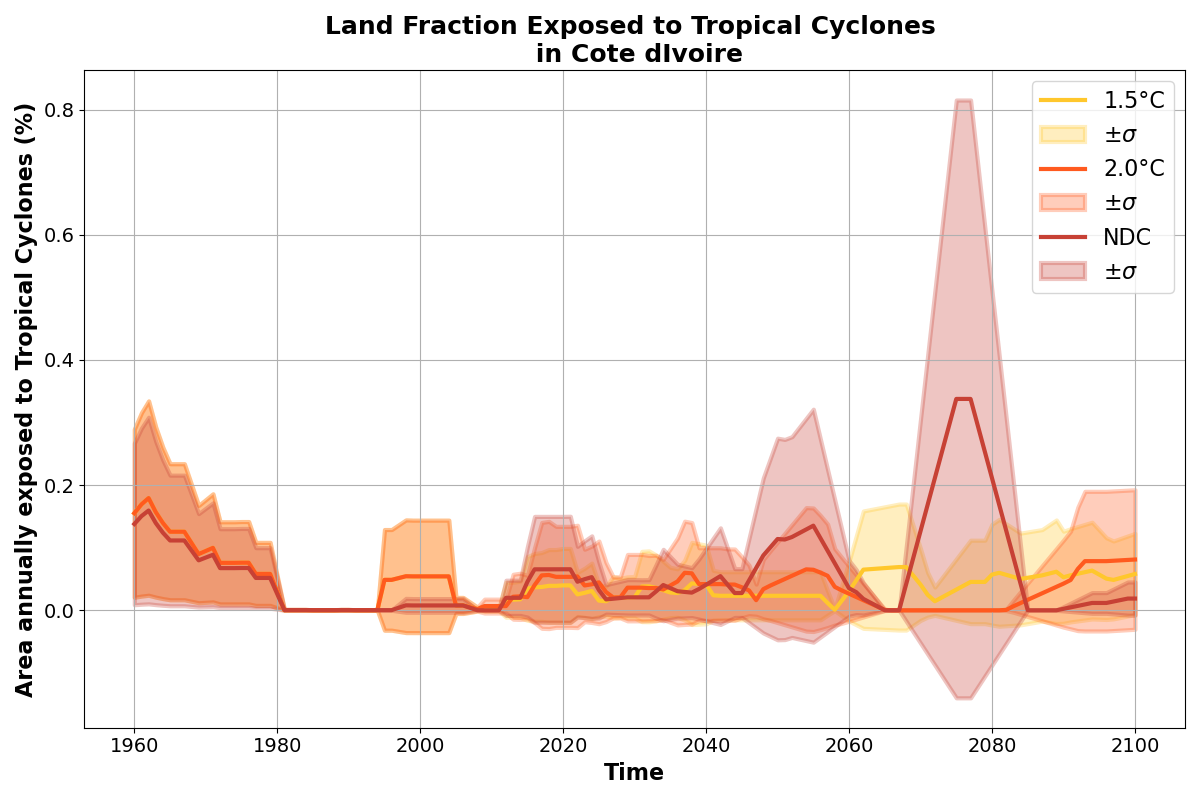 Land Fraction Exposed to Tropical Cyclones
in Cote dIvoire
Area annually exposed to Tropical Cyclones (%)
0.8
0.6
0.4
0.2
0.0
1960
1980
2000
2020
2040
2060
2080
2100
Time
1.5°C
±σ
2.0°C
±σ
NDC
±σ